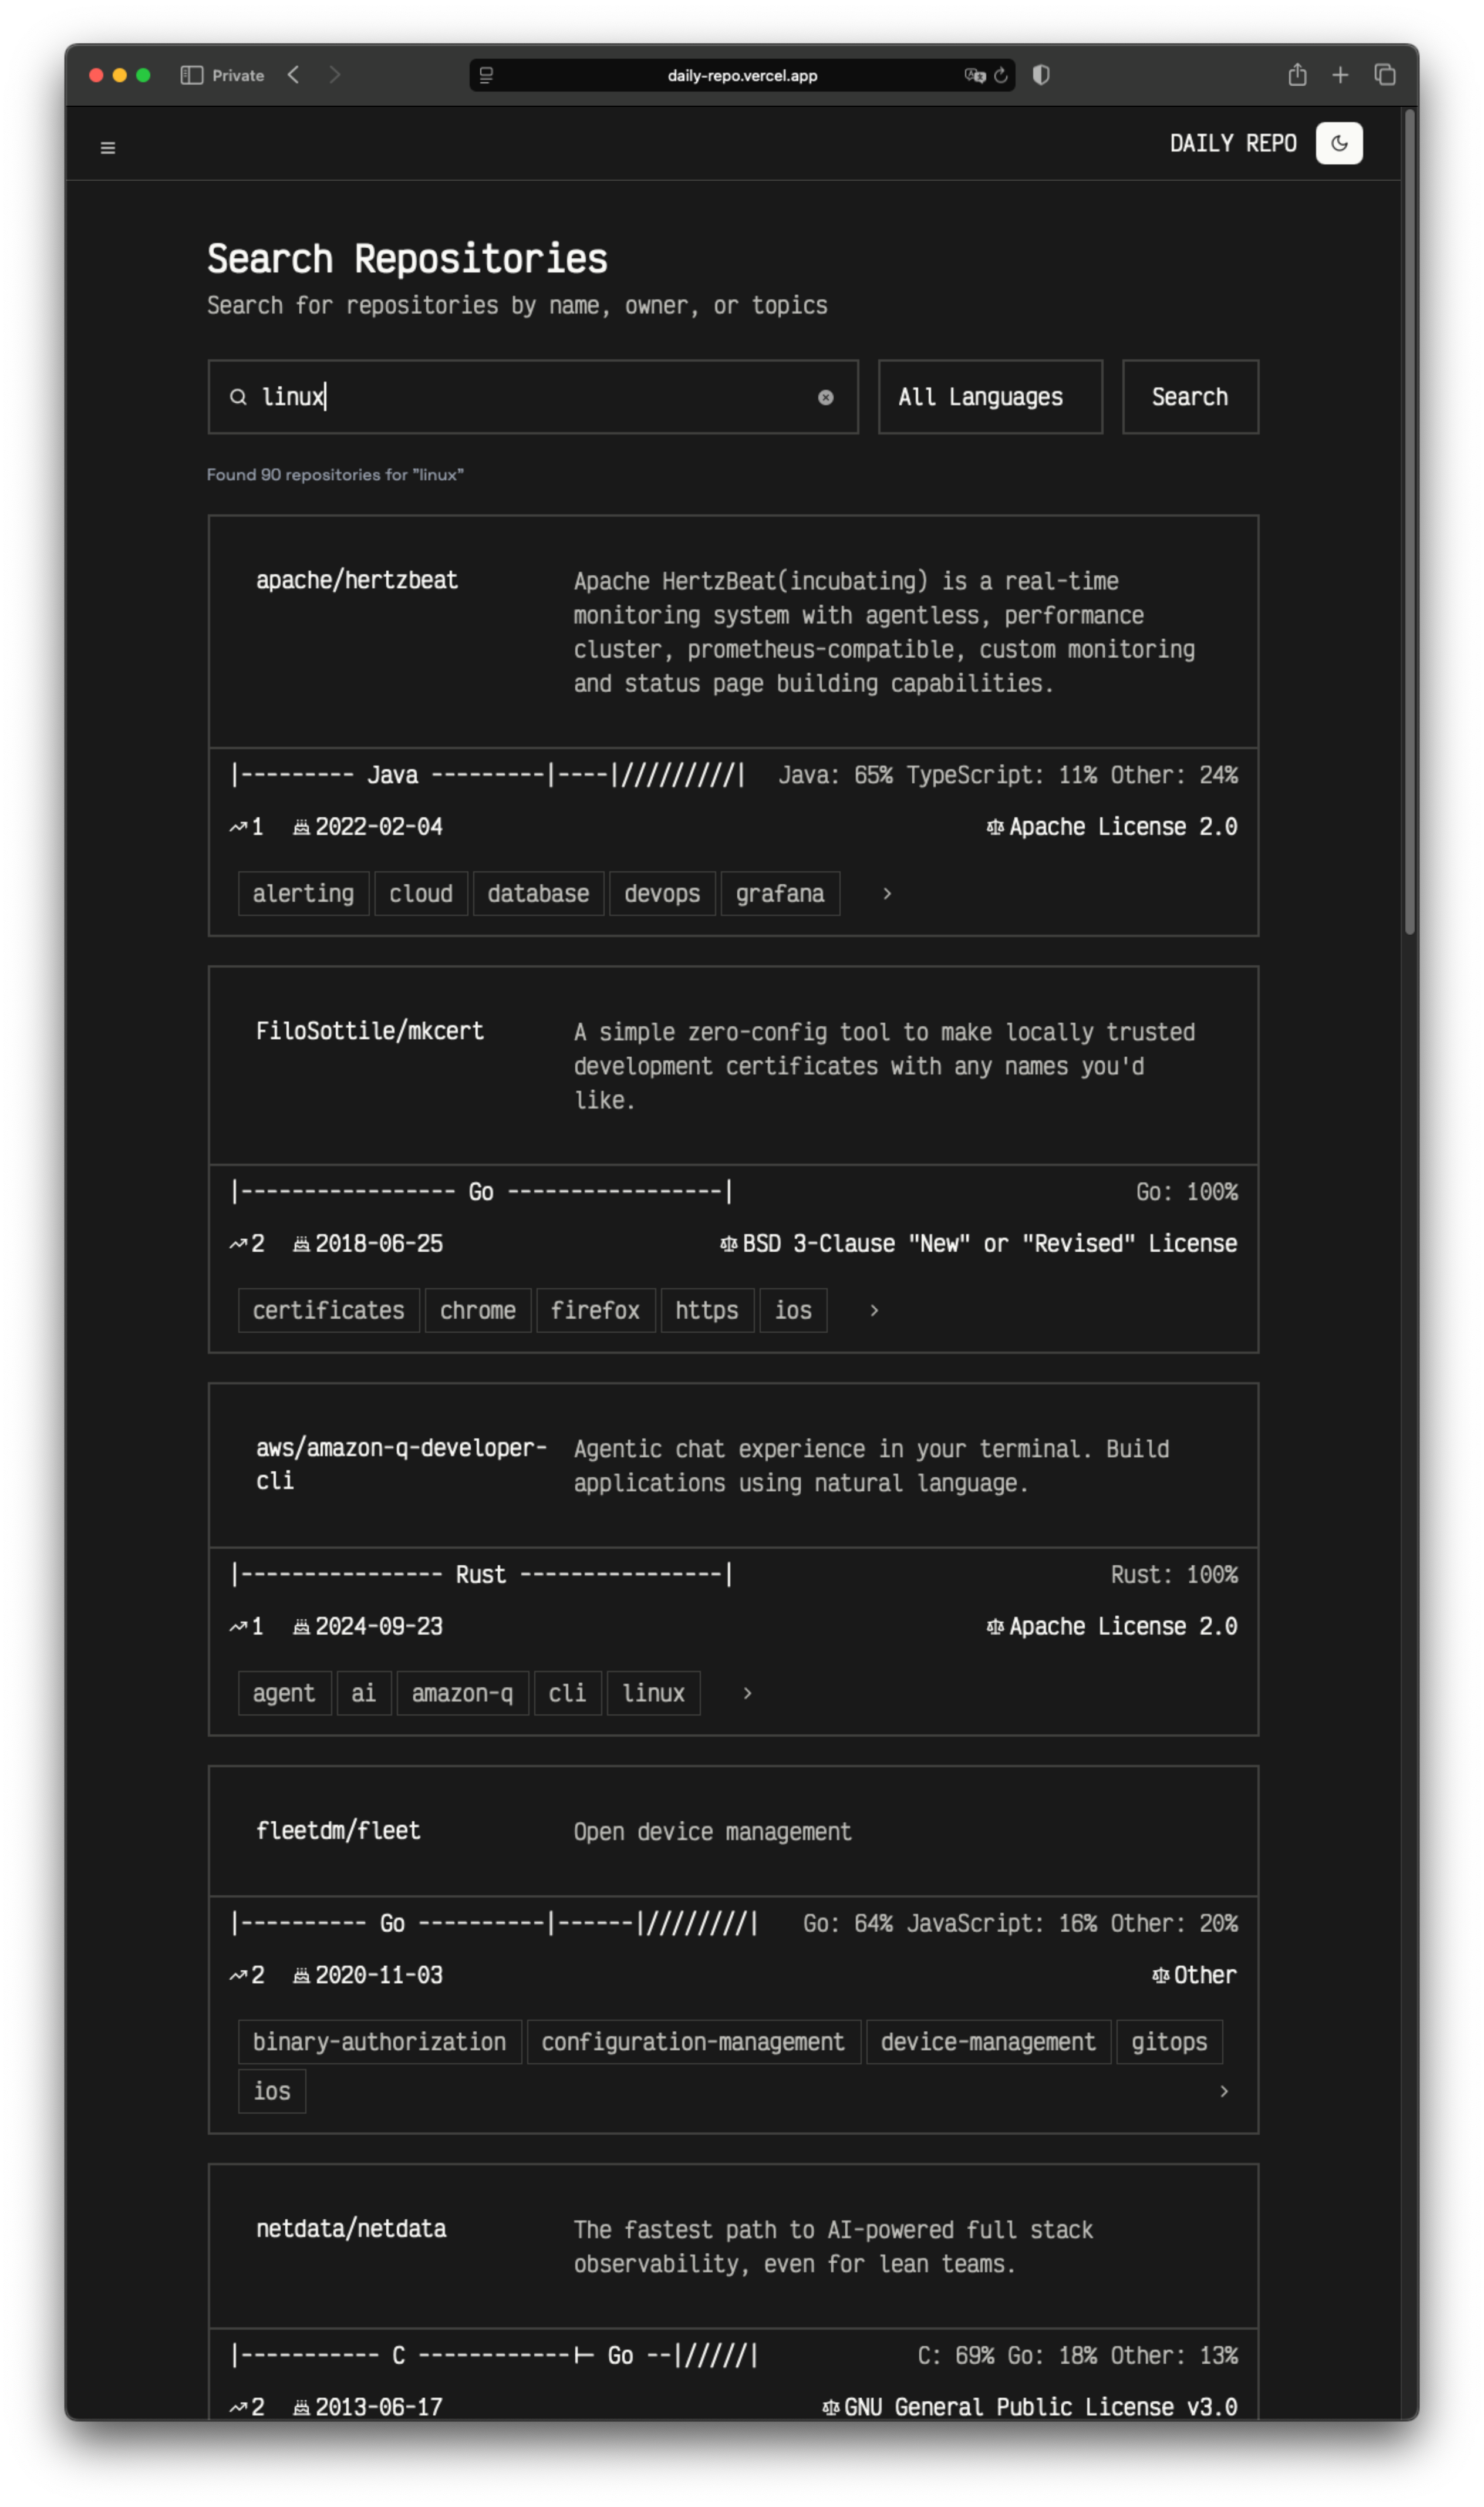 Private
daily-repo.vercel.app
DAILY REPO
Search Repositories
Search for repositories by name, owner, or topics
linux
All Languages
Search
Found 90 repositories for "linux"
apache/hertzbeat
Apache HertzBeat(incubating) is a real-time
monitoring system with agentless, performance
cluster, prometheus-compatible, custom monitoring
and status page building capabilities.
|--------- Java ---------|----|/////////| Java: 65% TypeScript: 11% Other: 24%
1 2022-02-04 Apache License 2.0
alerting cloud database devops grafana >
FiloSottile/mkcert
A simple zero-config tool to make locally trusted
development certificates with any names you'd
like.
|----------------- Go -----------------| Go: 100%
2 2018-06-25 BSD 3-Clause "New" or "Revised" License
certificates chrome firefox https ios >
aws/amazon-q-developer-
cli
Agentic chat experience in your terminal. Build
applications using natural language.
|---------------- Rust ----------------| Rust: 100%
1 2024-09-23 Apache License 2.0
agent ai amazon-q cli linux >
fleetdm/fleet
Open device management
|---------- Go ----------|------|////////| Go: 64% JavaScript: 16% Other: 20%
2 2020-11-03 Other
binary-authorization configuration-management device-management gitops
ios >
netdata/netdata
The fastest path to AI-powered full stack
observability, even for lean teams.
|----------- C ------------|- Go --|/////| C: 69% Go: 18% Other: 13%
2 2013-06-17 GNU General Public License v3.0